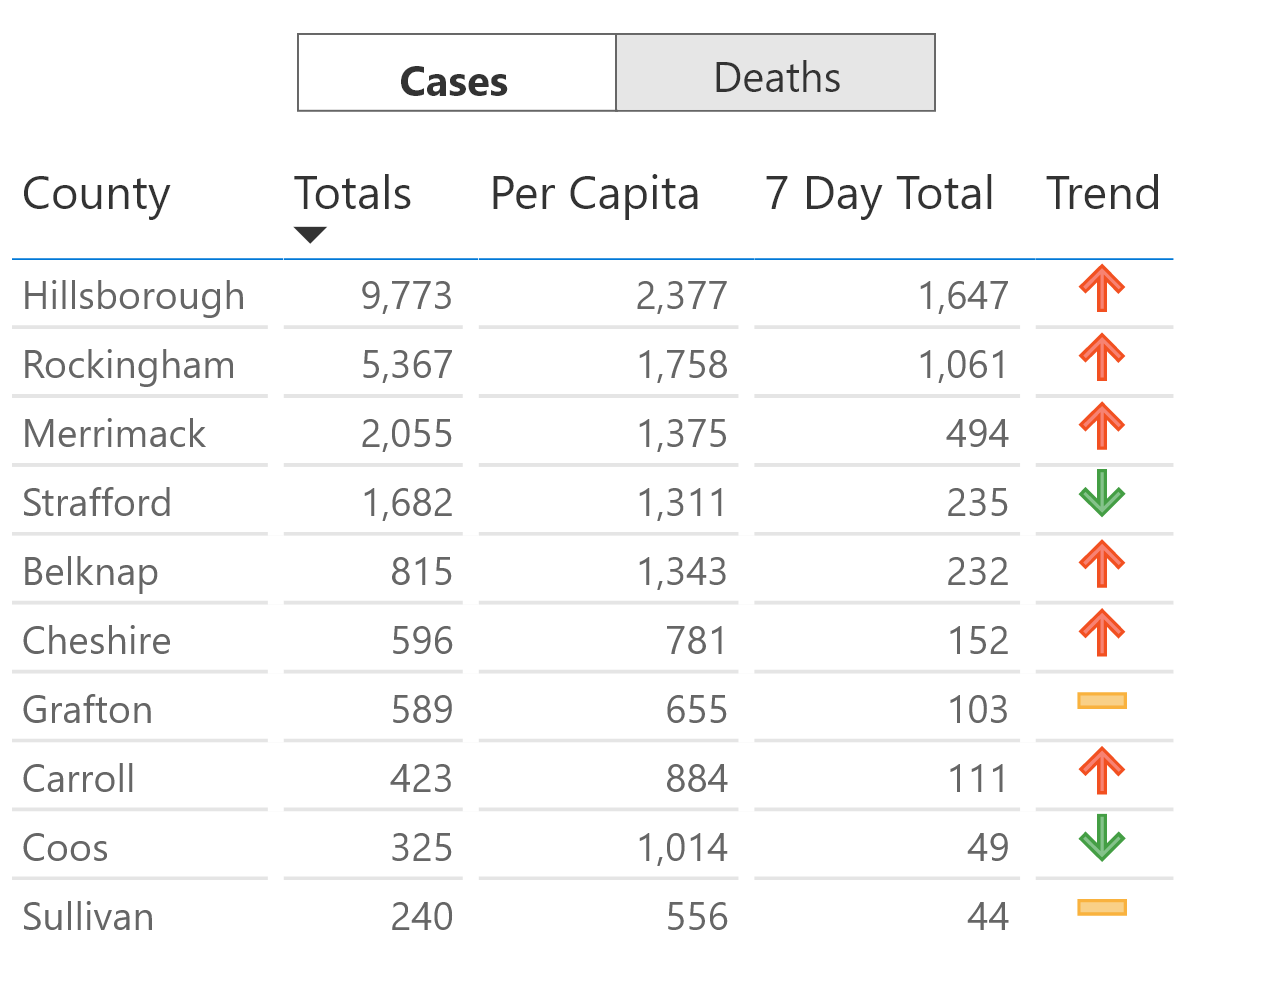 Cases Deaths
County Totals Per Capita 7 Day Total Trend
Hillsborough 9,773 2,377 1,647
Rockingham 5,367 1,758 1,061
Merrimack 2,055 1,375 494
Strafford 1,682 1,311 235
Belknap 815 1,343 232
Cheshire 596 781 152
Grafton 589 655 103
Carroll 423 884 111
Coos 325 1,014 49
Sullivan 240 556 44